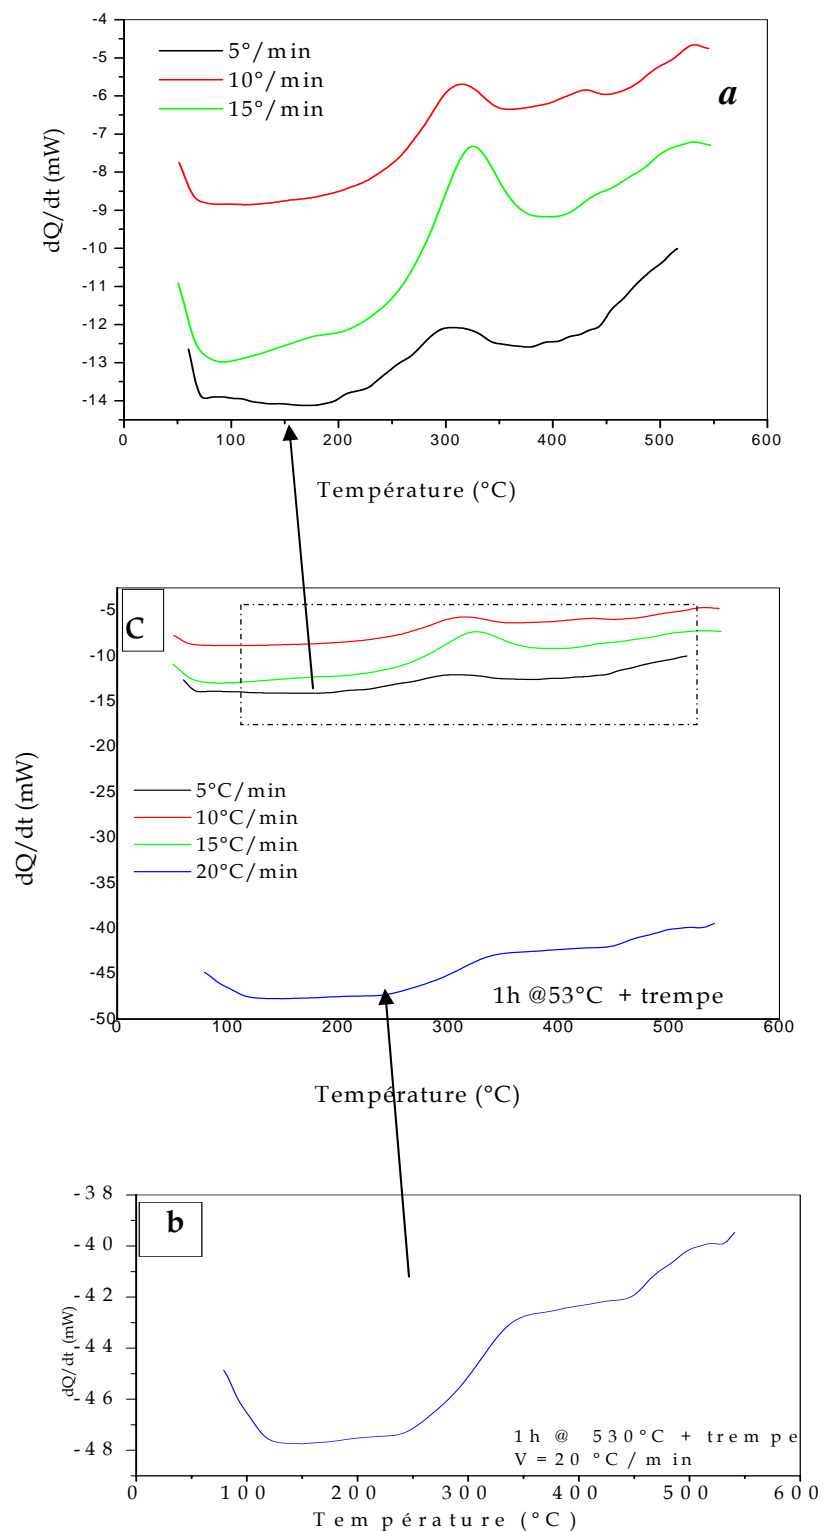 -4
-5
-6
-7
-8
-9
-10
-11
-12
-13
-14
5°/min
10°/min
15°/min
a
dQ/dt (mW)
0 100 200 300 400 500 600
Température (°C)
C
-5
-10
-15
-20
-25
-30
-35
-40
-45
-50
dQ/dt (mW)
5°C/min
10°C/min
15°C/min
20°C/min
1h @53°C + trempe
0 100 200 300 400 500 600
Température (°C)
-38
-40
-42
-44
-46
-48
b
dQ/dt (mW)
1h @ 530°C + trempe
V=20 °C/min
0 100 200 300 400 500 600
Température (°C)